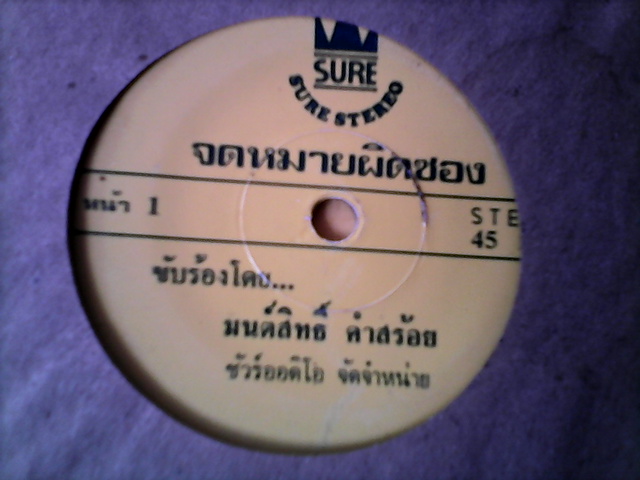 SURE
SURE STEREO
จดหมายผิดซอง
หน้า 1
STE
45
ขับร้องโดย...
มนต์สิทธิ์ คำสร้อย
ชัวร์ออดิโอ จัดจำหน่าย